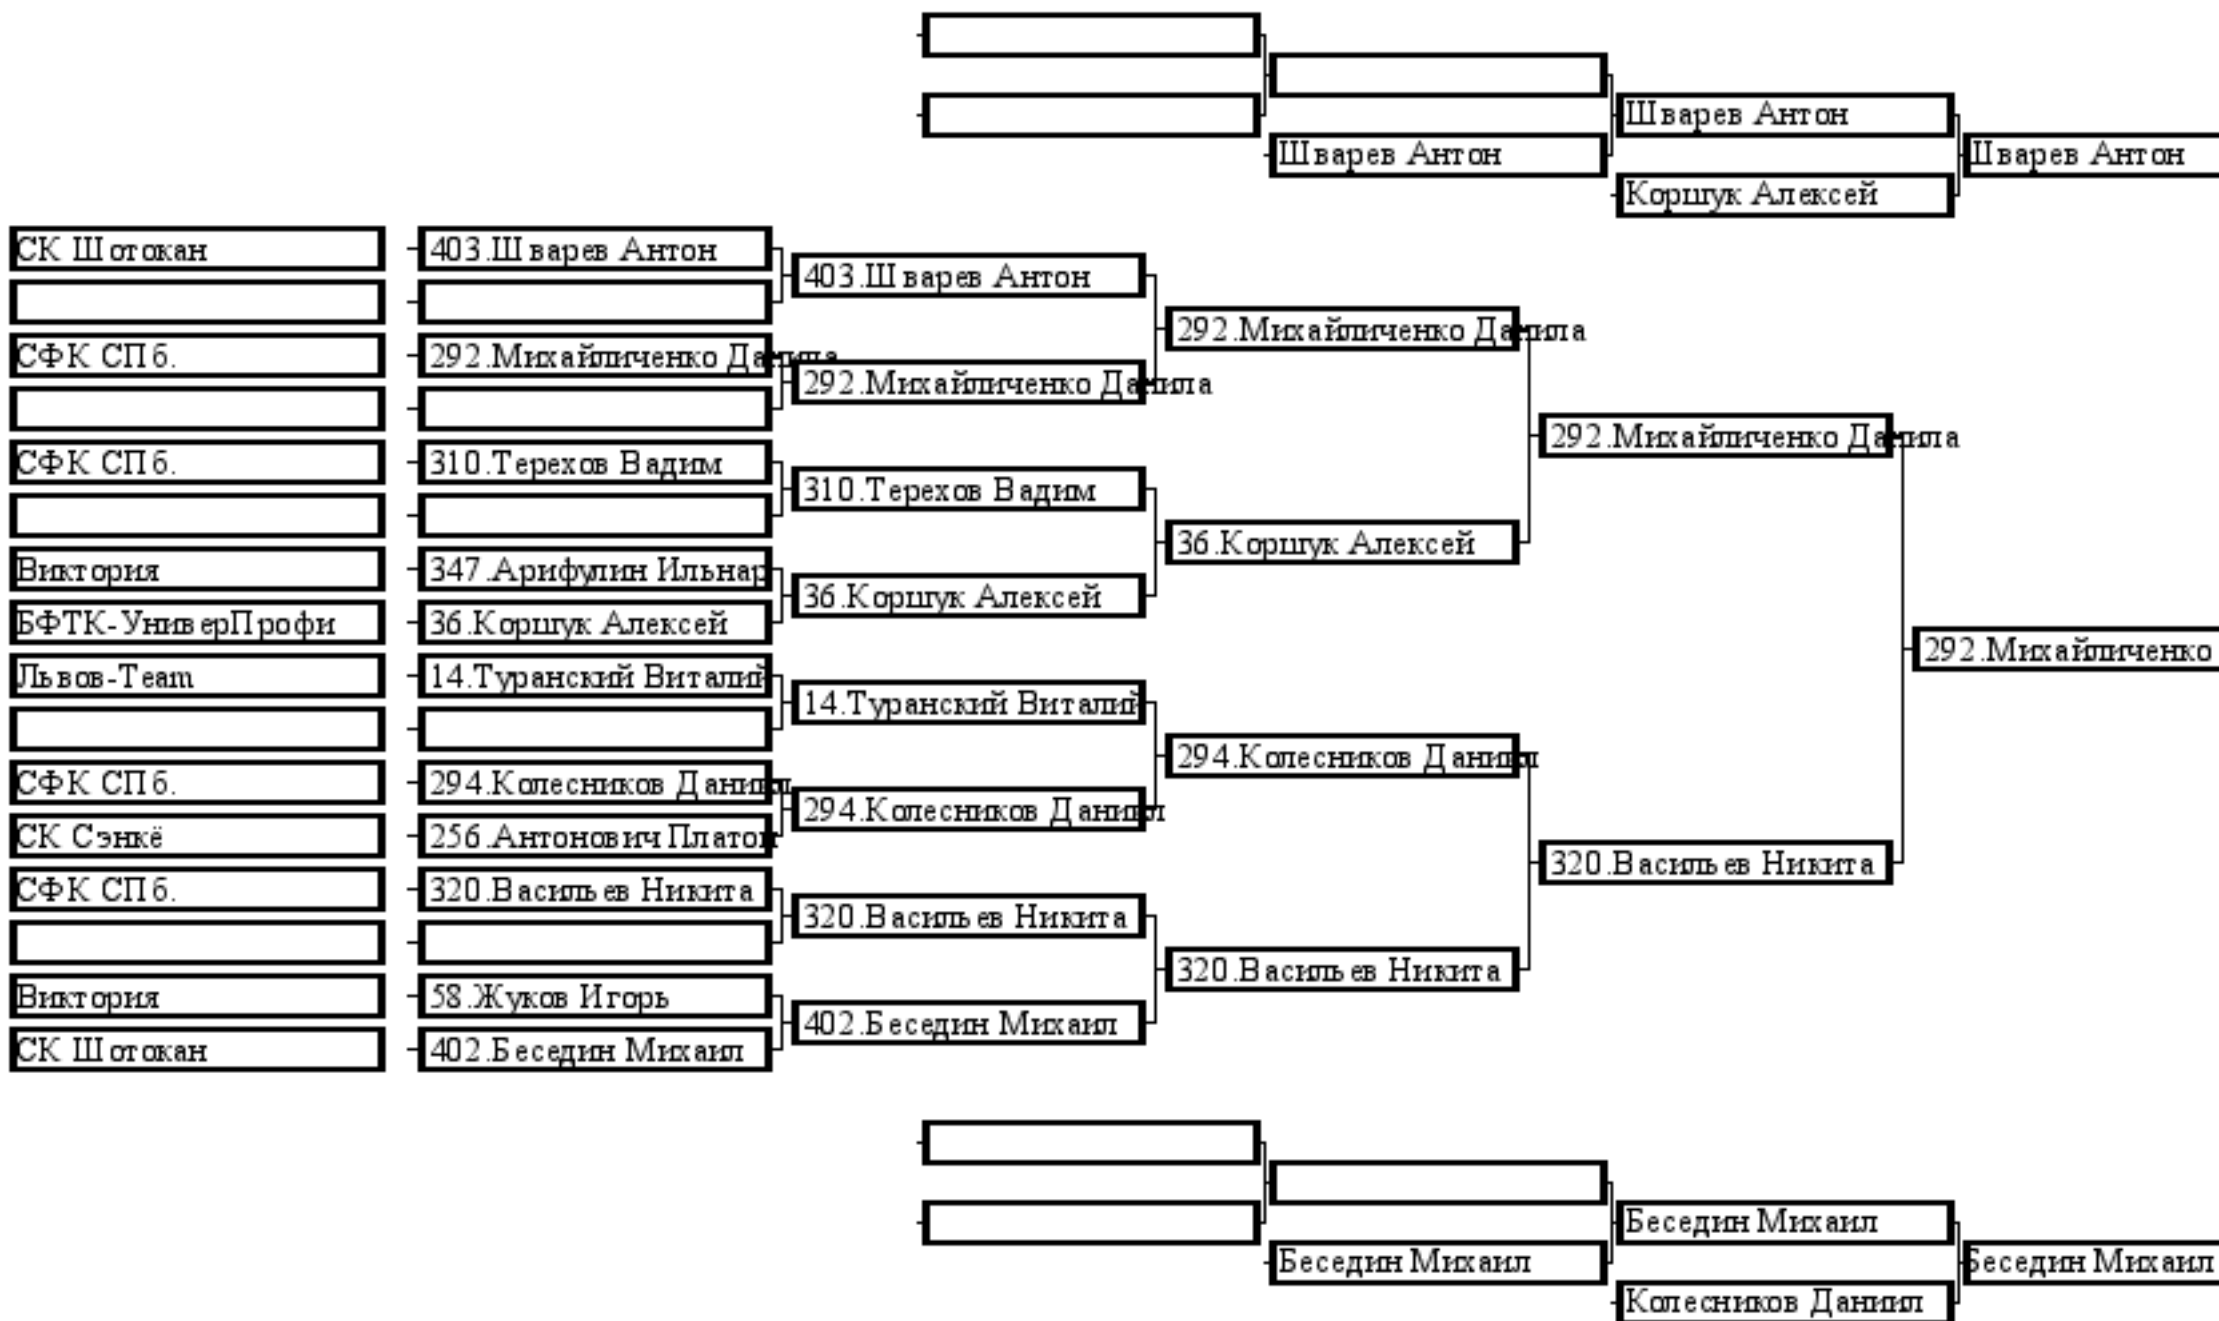 Шварев Антон
Шварев Антон
Шварев Антон
Коршук Алексей
СК Шотокан
403.Шварев Антон
403.Шварев Антон
292.Михайличенко Данила
СФК СПб.
292.Михайличенко Данила
292.Михайличенко Данила
292.Михайличенко Данила
СФК СПб.
310.Терехов Вадим
310.Терехов Вадим
36.Коршук Алексей
Виктория
347.Арифулин Ильнар
36.Коршук Алексей
БФТК-УниверПрофи
36.Коршук Алексей
292.Михайличенко
Львов-Team
14.Туранский Виталий
14.Туранский Виталий
294.Колесников Даниил
СФК СПб.
294.Колесников Даниил
294.Колесников Даниил
СК Сэнкё
256.Антонович Платон
320.Васильев Никита
СФК СПб.
320.Васильев Никита
320.Васильев Никита
320.Васильев Никита
Виктория
58.Жуков Игорь
402.Беседин Михаил
СК Шотокан
402.Беседин Михаил
Беседин Михаил
Беседин Михаил
Беседин Михаил
Колесников Даниил